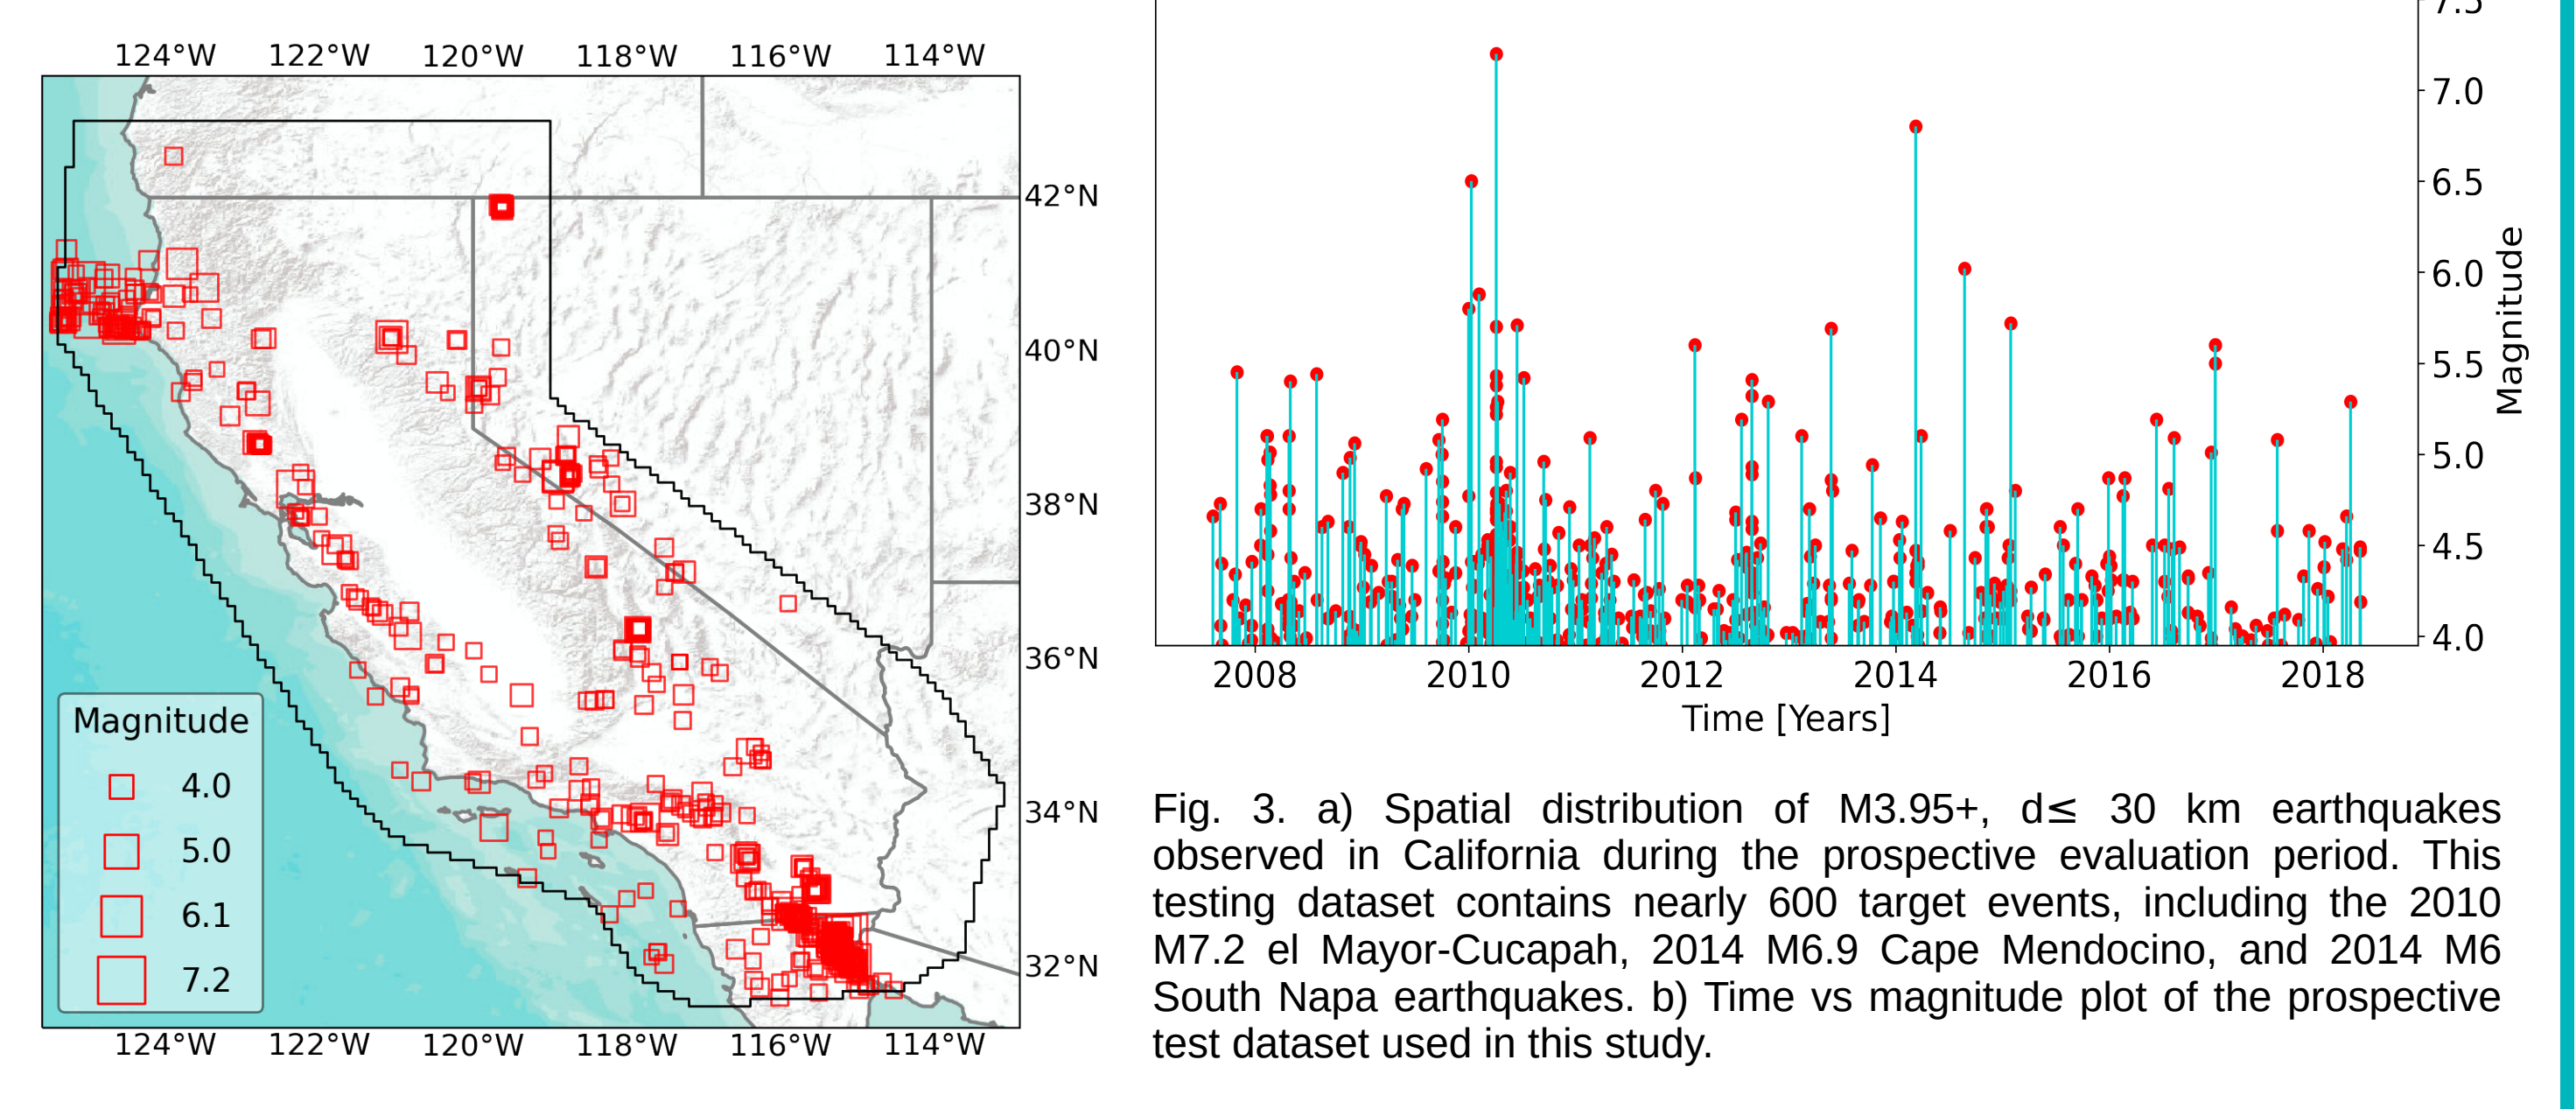 124°W 122°W 120°W 118°W 116°W 114°W
42°N
40°N
38°N
36°N
34°N
32°N
Magnitude
4.0
5.0
6.1
7.2
124°W 122°W 120°W 118°W 116°W 114°W
7.5
7.0
6.5
6.0
5.5
5.0
4.5
4.0
Magnitude
2008 2010 2012 2014 2016 2018
Time [Years]
Fig. 3. a) Spatial distribution of M3.95+, d≤ 30 km earthquakes
observed in California during the prospective evaluation period. This
testing dataset contains nearly 600 target events, including the 2010
M7.2 el Mayor-Cucapah, 2014 M6.9 Cape Mendocino, and 2014 M6
South Napa earthquakes. b) Time vs magnitude plot of the prospective
test dataset used in this study.